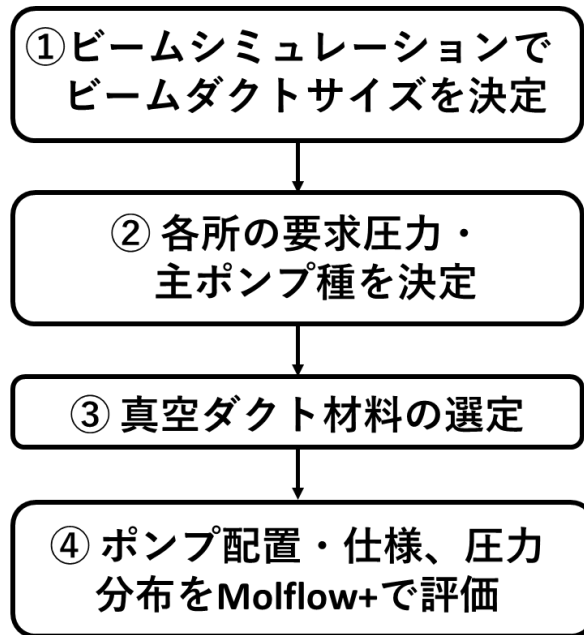 ①ビームシミュレーションで
ビームダクトサイズを決定
② 各所の要求圧力・
主ポンプ種を決定
③ 真空ダクト材料の選定
④ ポンプ配置・仕様、圧力
分布をMolflow+で評価